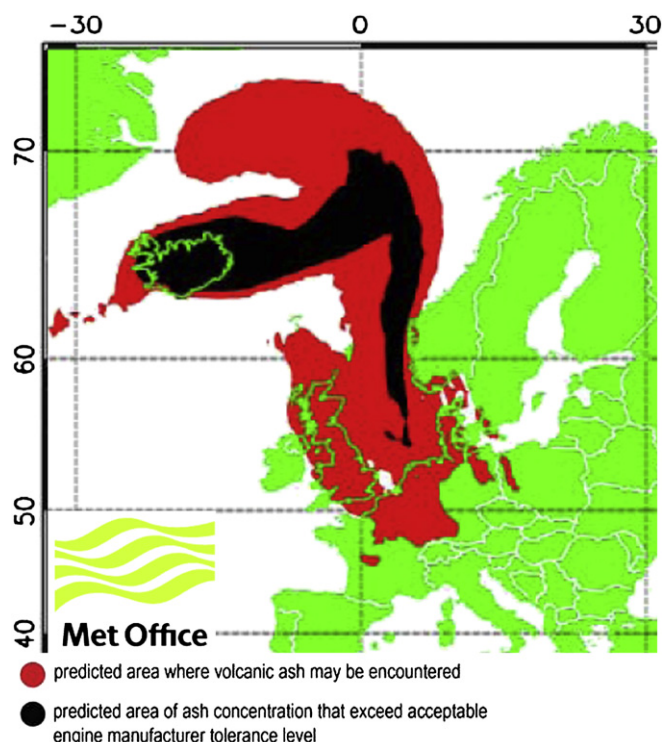 −30 0 30
70
60
50
40
Met Office
predicted area where volcanic ash may be encountered
predicted area of ash concentration that exceed acceptable
engine manufacturer tolerance level